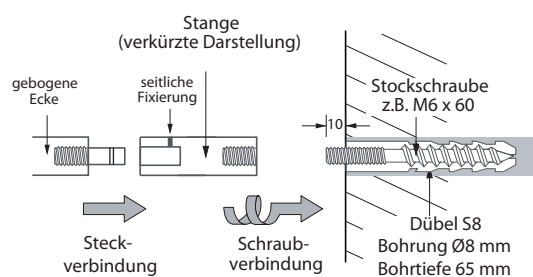 Stange
(verkürzte Darstellung)
gebogene
Ecke
seitliche
Fixierung
Stockschraube
z.B. M6 x 60
10
Steck-
verbindung
Schraub-
verbindung
Dübel S8
Bohrung Ø8 mm
Bohrtiefe 65 mm